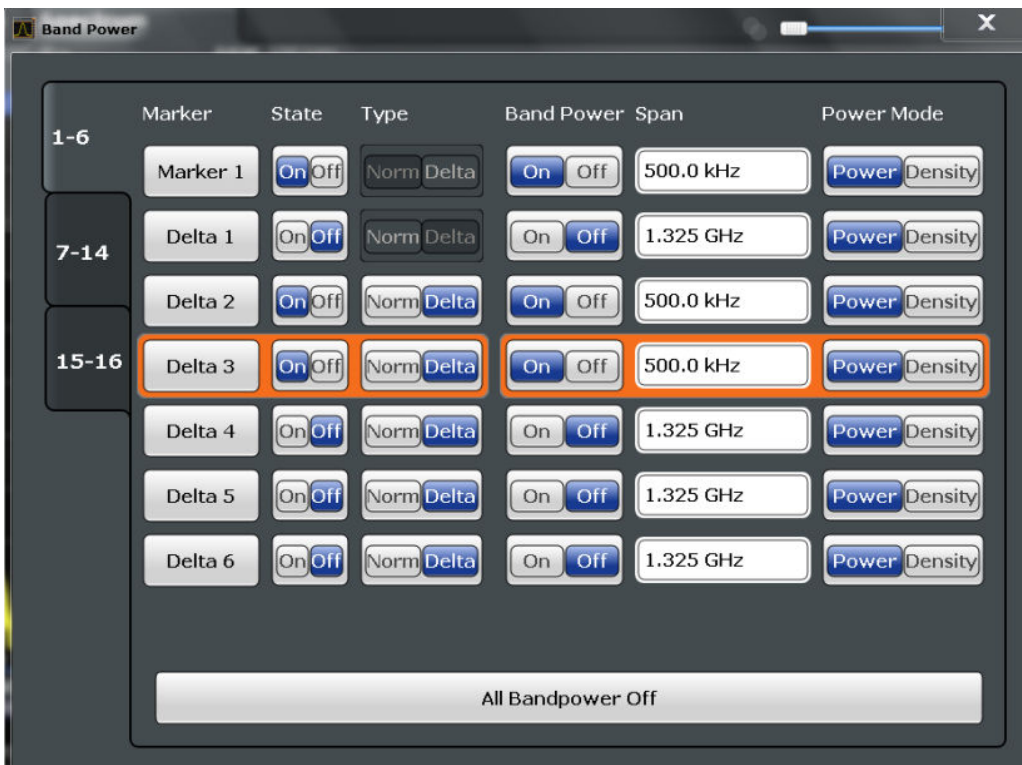 Band Power
X
1-6
7-14
15-16
Marker State Type Band Power Span Power Mode
Marker 1 On Off Norm Delta On Off 500.0 kHz Power Density
Delta 1 On Off Norm Delta On Off 1.325 GHz Power Density
Delta 2 On Off Norm Delta On Off 500.0 kHz Power Density
Delta 3 On Off Norm Delta On Off 500.0 kHz Power Density
Delta 4 On Off Norm Delta On Off 1.325 GHz Power Density
Delta 5 On Off Norm Delta On Off 1.325 GHz Power Density
Delta 6 On Off Norm Delta On Off 1.325 GHz Power Density
All Bandpower Off